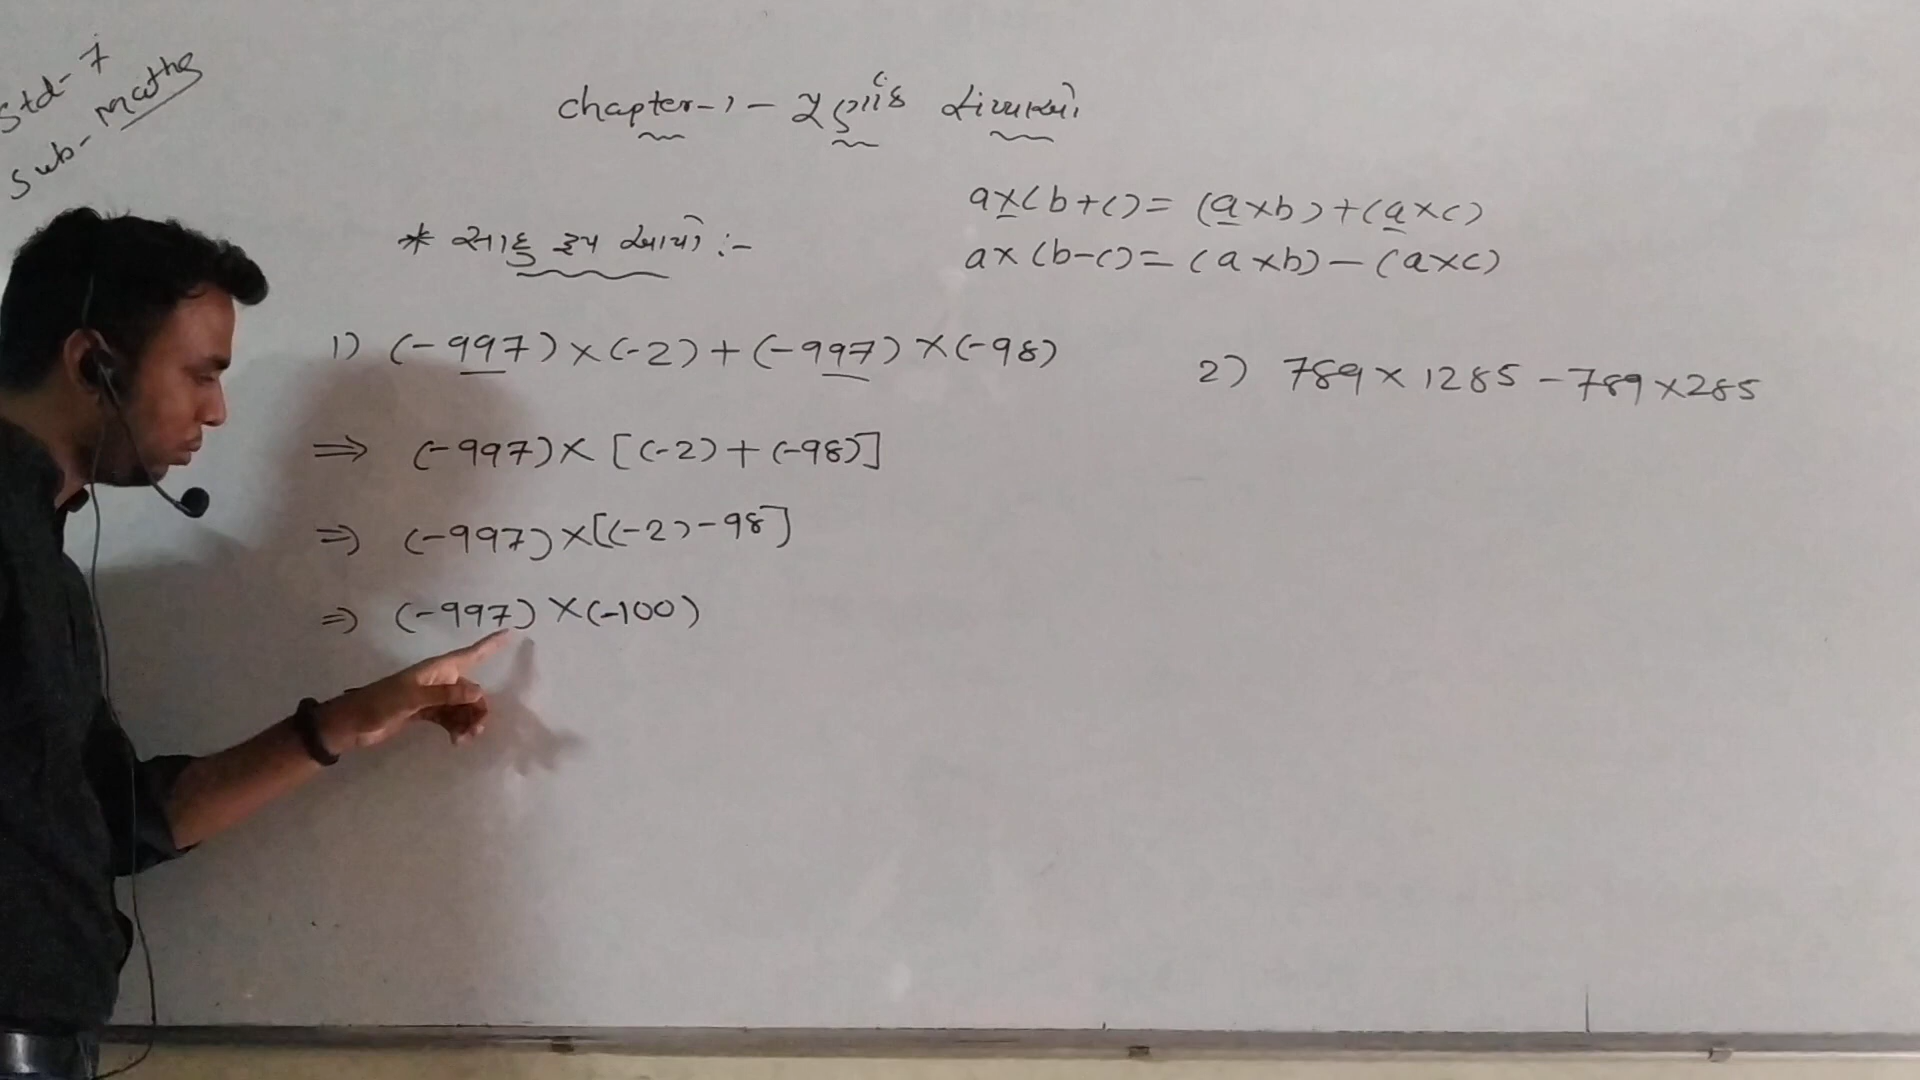 Std-7
Sub-Maths
chapter-1 - પૂર્ણાંક સંખ્યાઓ
* સાદુ રૂપ આપો :-
a×(b+c)=(a×b)+(a×c)
a×(b-c)=(a×b)-(a×c)
1) (-997)×(-2)+(-997)×(-98)
⇒ (-997)×[(-2)+(-98)]
⇒ (-997)×[(-2)-98]
⇒ (-997)×(-100)
2) 789×1285-789×285